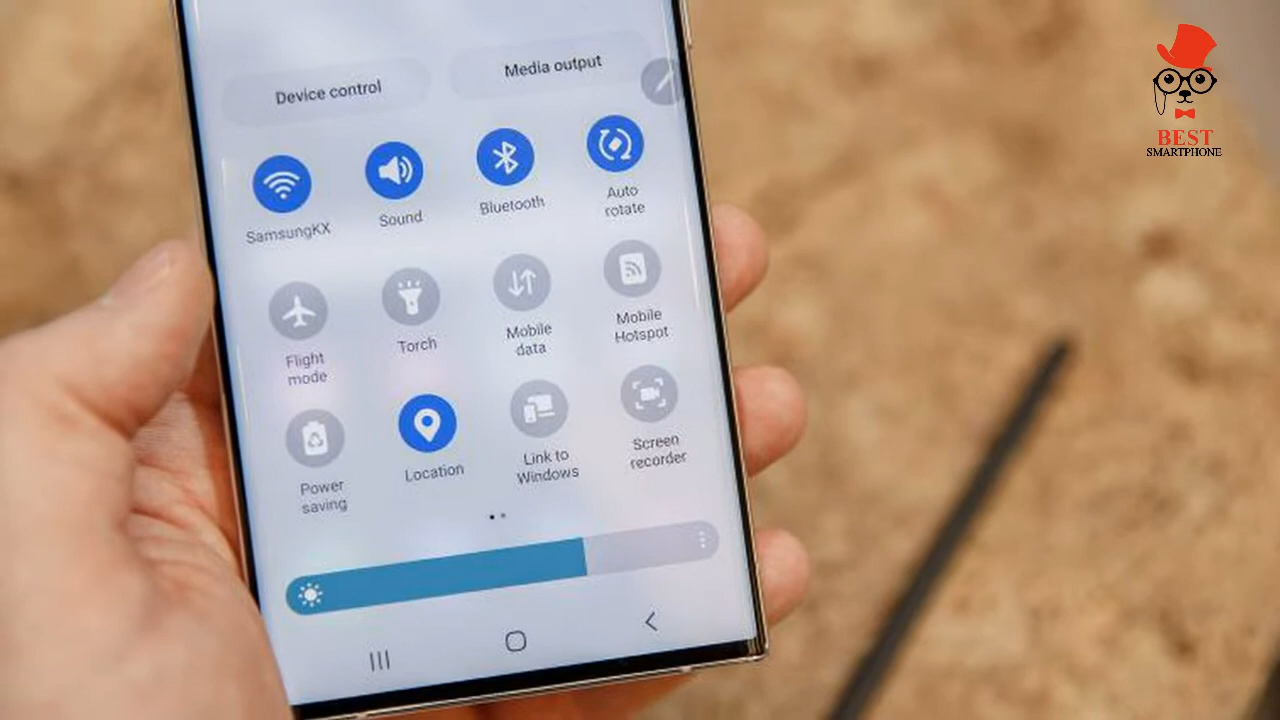 Device control
Media output
SamsungKX
Sound
Bluetooth
Auto
rotate
Flight
mode
Torch
Mobile
data
Mobile
Hotspot
Power
saving
Location
Link to
Windows
Screen
recorder
BEST
SMARTPHONE